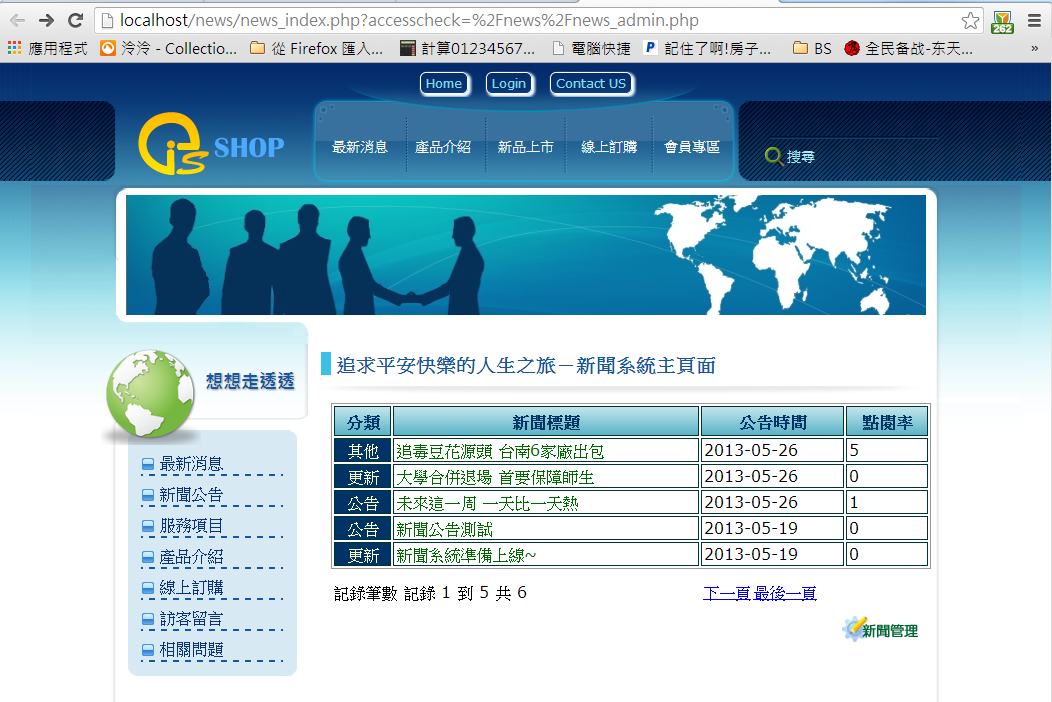 localhost/news/news_index.php?accesscheck=%2Fnews%2Fnews_admin.php
262
應用程式 泠泠 - Collectio... 從 Firefox 匯入... 計算01234567... 電腦快捷 記住了啊!房子... BS 全民备战-东天... »
Home Login Contact US
Qis SHOP
最新消息 產品介紹 新品上市 線上訂購 會員專區 搜尋
想想走透透
最新消息
新聞公告
服務項目
產品介紹
線上訂購
訪客留言
相關問題
追求平安快樂的人生之旅－新聞系統主頁面
分類 新聞標題 公告時間 點閱率
其他 追毒豆花源頭 台南6家廠出包 2013-05-26 5
更新 大學合併退場 首要保障師生 2013-05-26 0
公告 未來這一周 一天比一天熱 2013-05-26 1
公告 新聞公告測試 2013-05-19 0
更新 新聞系統準備上線~ 2013-05-19 0
記錄筆數 記錄 1 到 5 共 6 下一頁 最後一頁
新聞管理